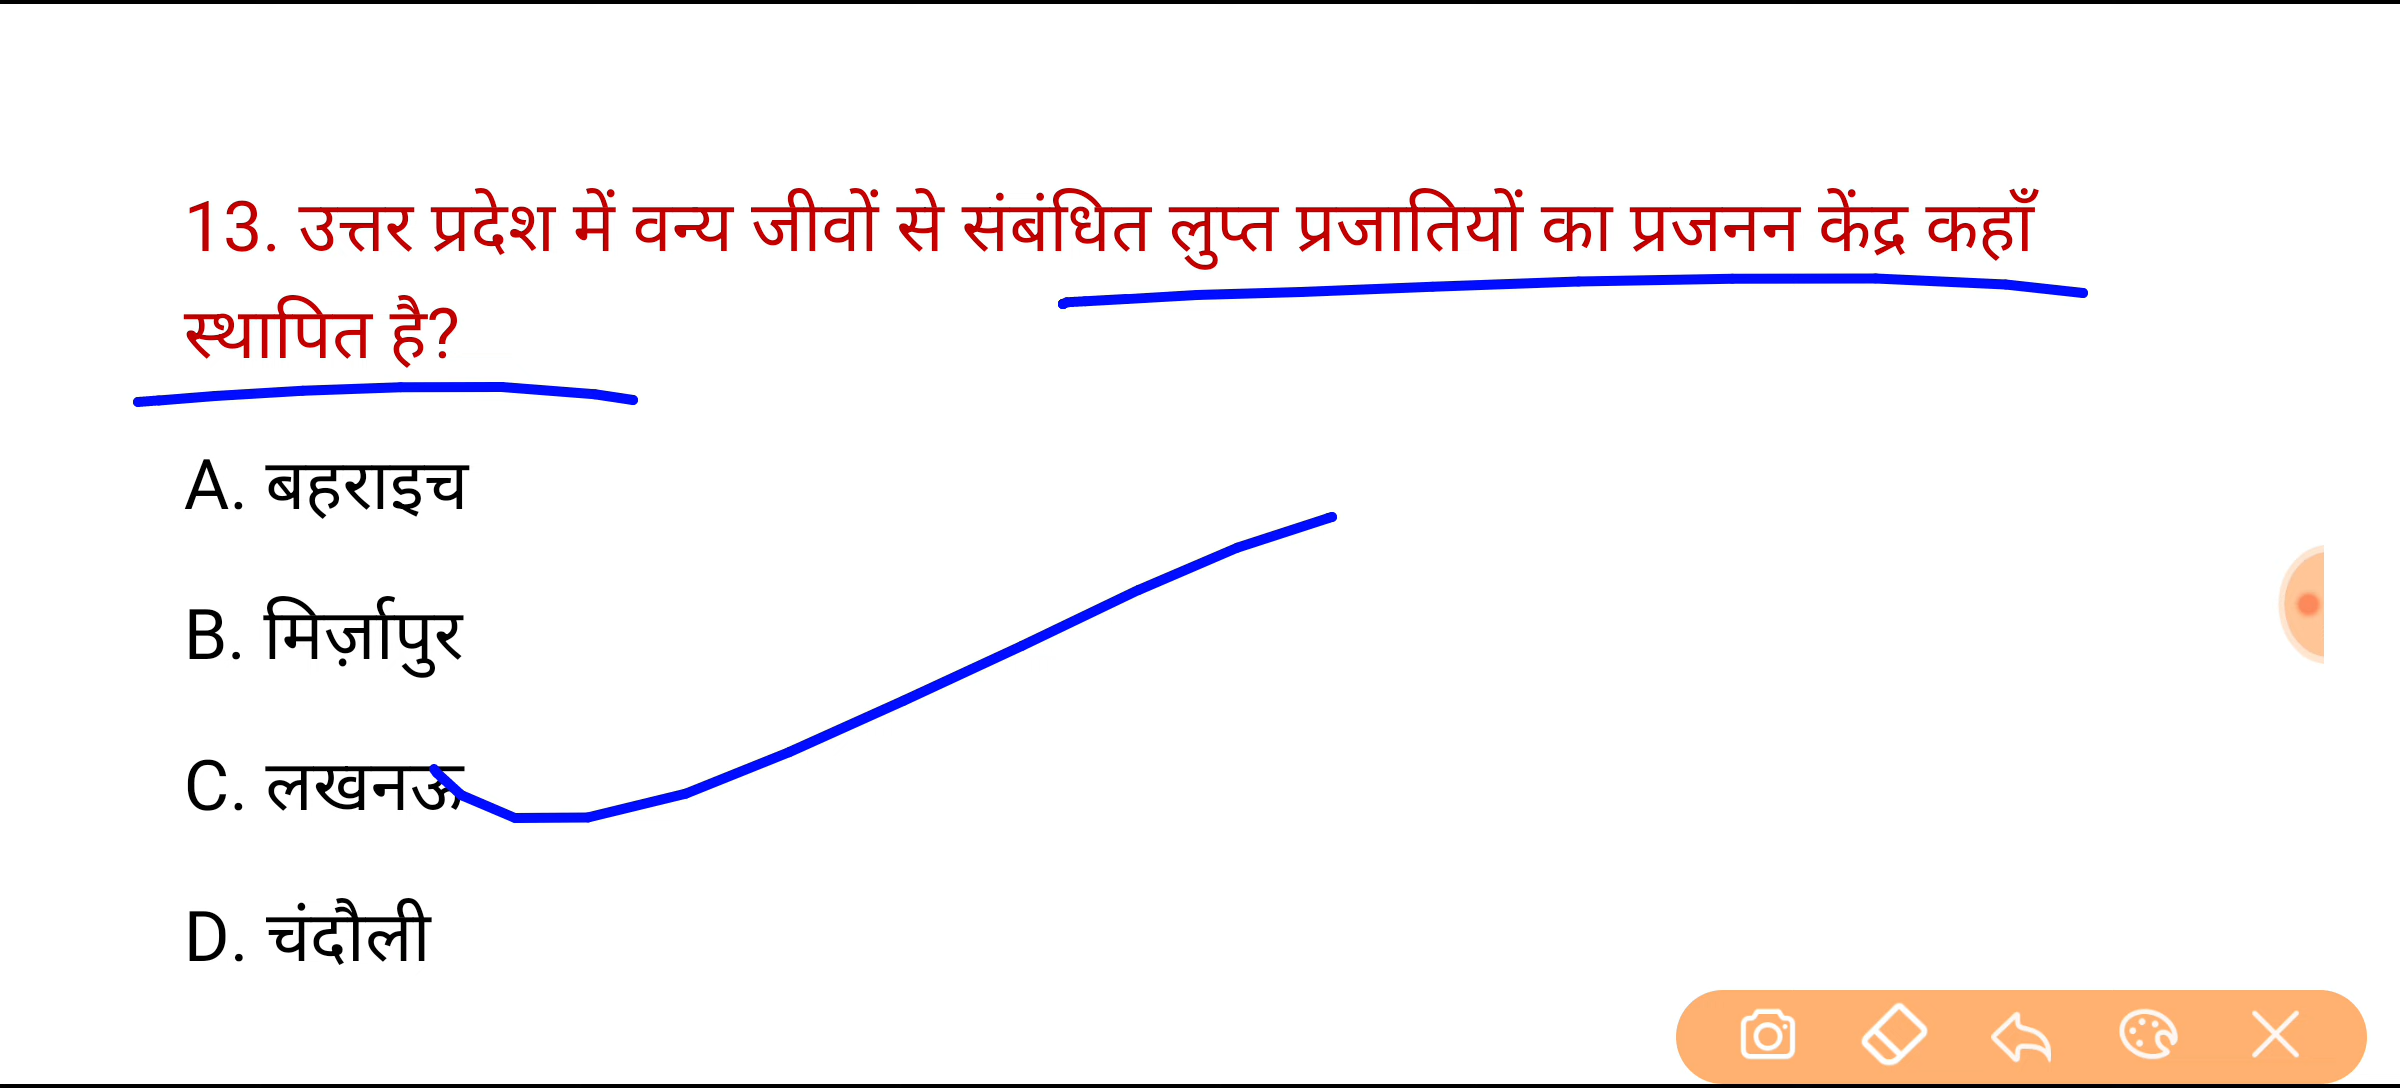 13. उत्तर प्रदेश में वन्य जीवों से संबंधित लुप्त प्रजातियों का प्रजनन केंद्र कहाँ
स्थापित है?
A. बहराइच
B. मिर्ज़ापुर
C. लखनऊ
D. चंदौली